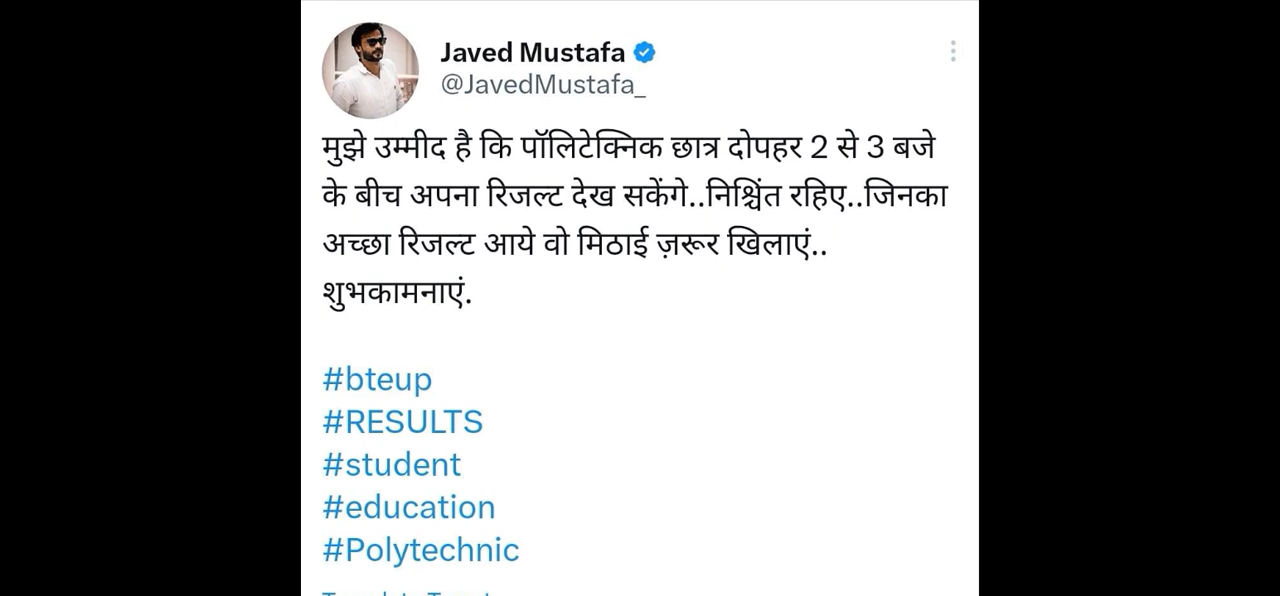 Javed Mustafa
@JavedMustafa_
मुझे उम्मीद है कि पॉलिटेक्निक छात्र दोपहर 2 से 3 बजे
के बीच अपना रिजल्ट देख सकेंगे..निश्चिंत रहिए..जिनका
अच्छा रिजल्ट आये वो मिठाई ज़रूर खिलाएं..
शुभकामनाएं.
#bteup
#RESULTS
#student
#education
#Polytechnic